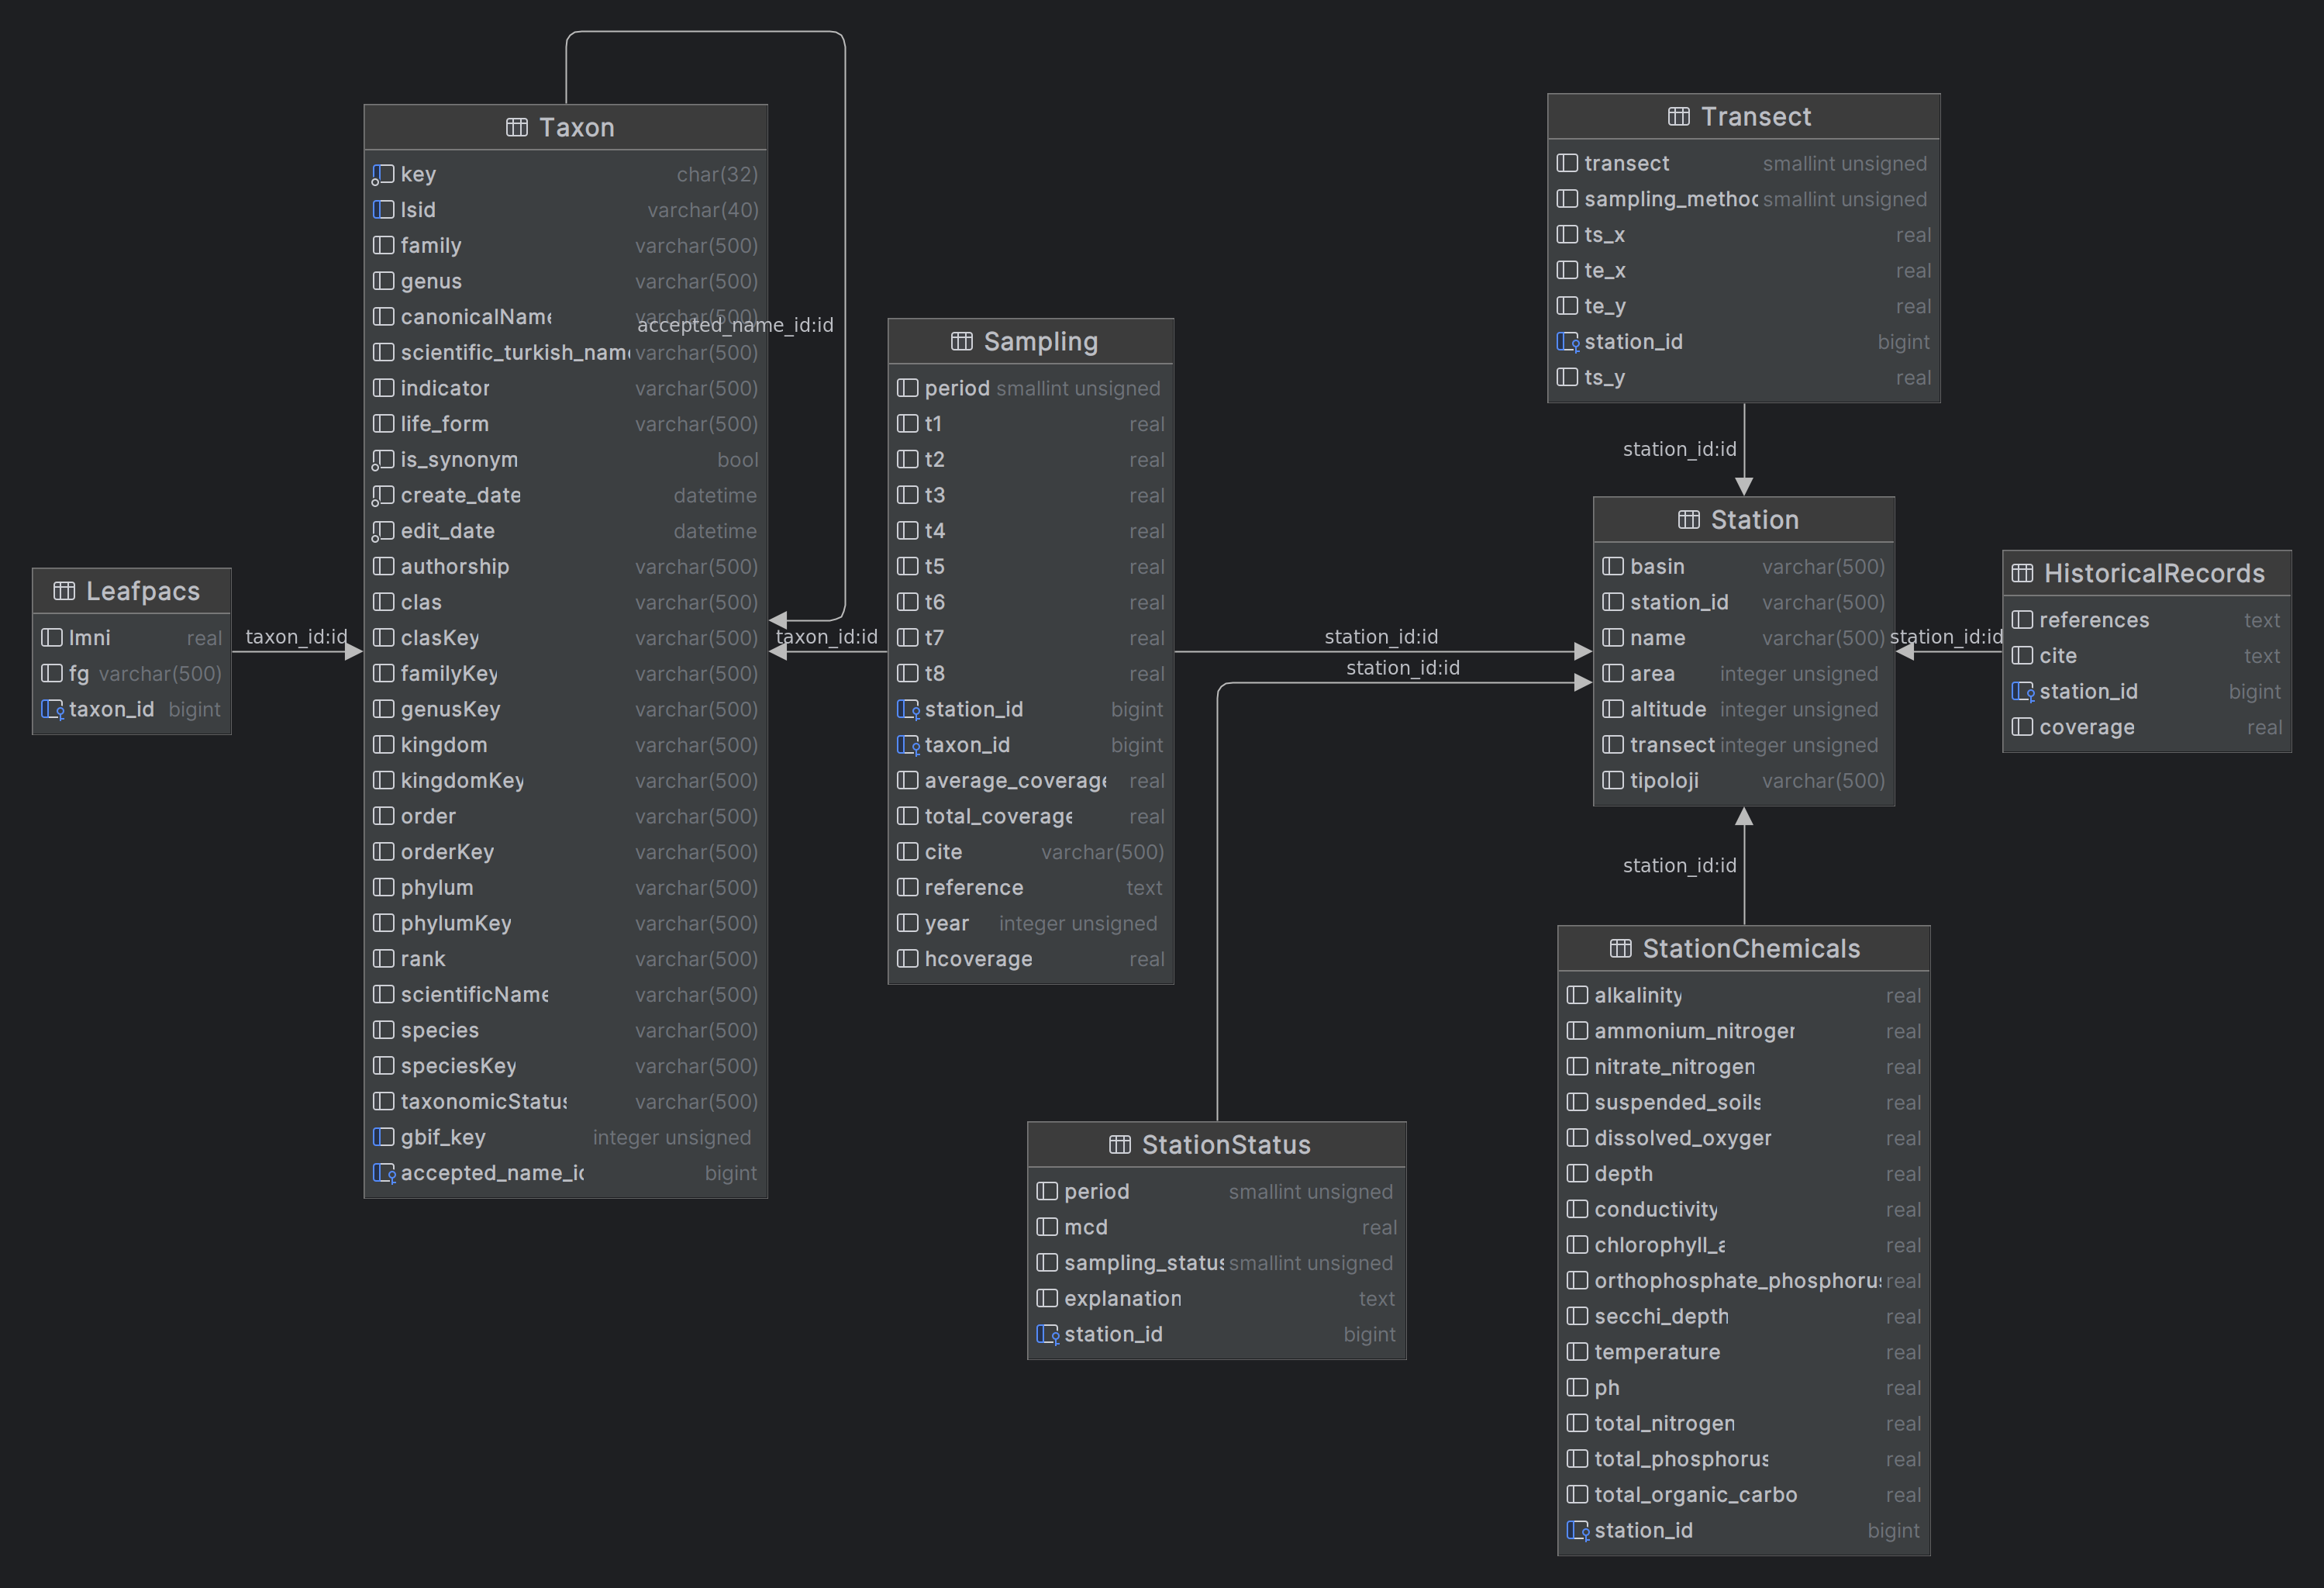 Taxon
key char(32)
lsid varchar(40)
family varchar(500)
genus varchar(500)
canonicalName varchar(500)
accepted_name_id:id
scientific_turkish_name varchar(500)
indicator varchar(500)
life_form varchar(500)
is_synonym bool
create_date datetime
edit_date datetime
authorship varchar(500)
clas varchar(500)
clasKey varchar(500)
familyKey varchar(500)
genusKey varchar(500)
kingdom varchar(500)
kingdomKey varchar(500)
order varchar(500)
orderKey varchar(500)
phylum varchar(500)
phylumKey varchar(500)
rank varchar(500)
scientificName varchar(500)
species varchar(500)
speciesKey varchar(500)
taxonomicStatus varchar(500)
gbif_key integer unsigned
accepted_name_id bigint
Leafpacs
lmni real
fg varchar(500)
taxon_id bigint
taxon_id:id
taxon_id:id
Sampling
period smallint unsigned
t1 real
t2 real
t3 real
t4 real
t5 real
t6 real
t7 real
t8 real
station_id bigint
taxon_id bigint
average_coverage real
total_coverage real
cite varchar(500)
reference text
year integer unsigned
hcoverage real
station_id:id
station_id:id
StationStatus
period smallint unsigned
mcd real
sampling_status smallint unsigned
explanation text
station_id bigint
Transect
transect smallint unsigned
sampling_methoc smallint unsigned
ts_x real
te_x real
te_y real
station_id bigint
ts_y real
station_id:id
Station
basin varchar(500)
station_id varchar(500)
name varchar(500)
area integer unsigned
altitude integer unsigned
transect integer unsigned
tipoloji varchar(500)
station_id:id
HistoricalRecords
references text
cite text
station_id bigint
coverage real
station_id:id
StationChemicals
alkalinity real
ammonium_nitrogen real
nitrate_nitrogen real
suspended_soils real
dissolved_oxygen real
depth real
conductivity real
chlorophyll_a real
orthophosphate_phosphorus real
secchi_depth real
temperature real
ph real
total_nitrogen real
total_phosphorus real
total_organic_carbo real
station_id bigint